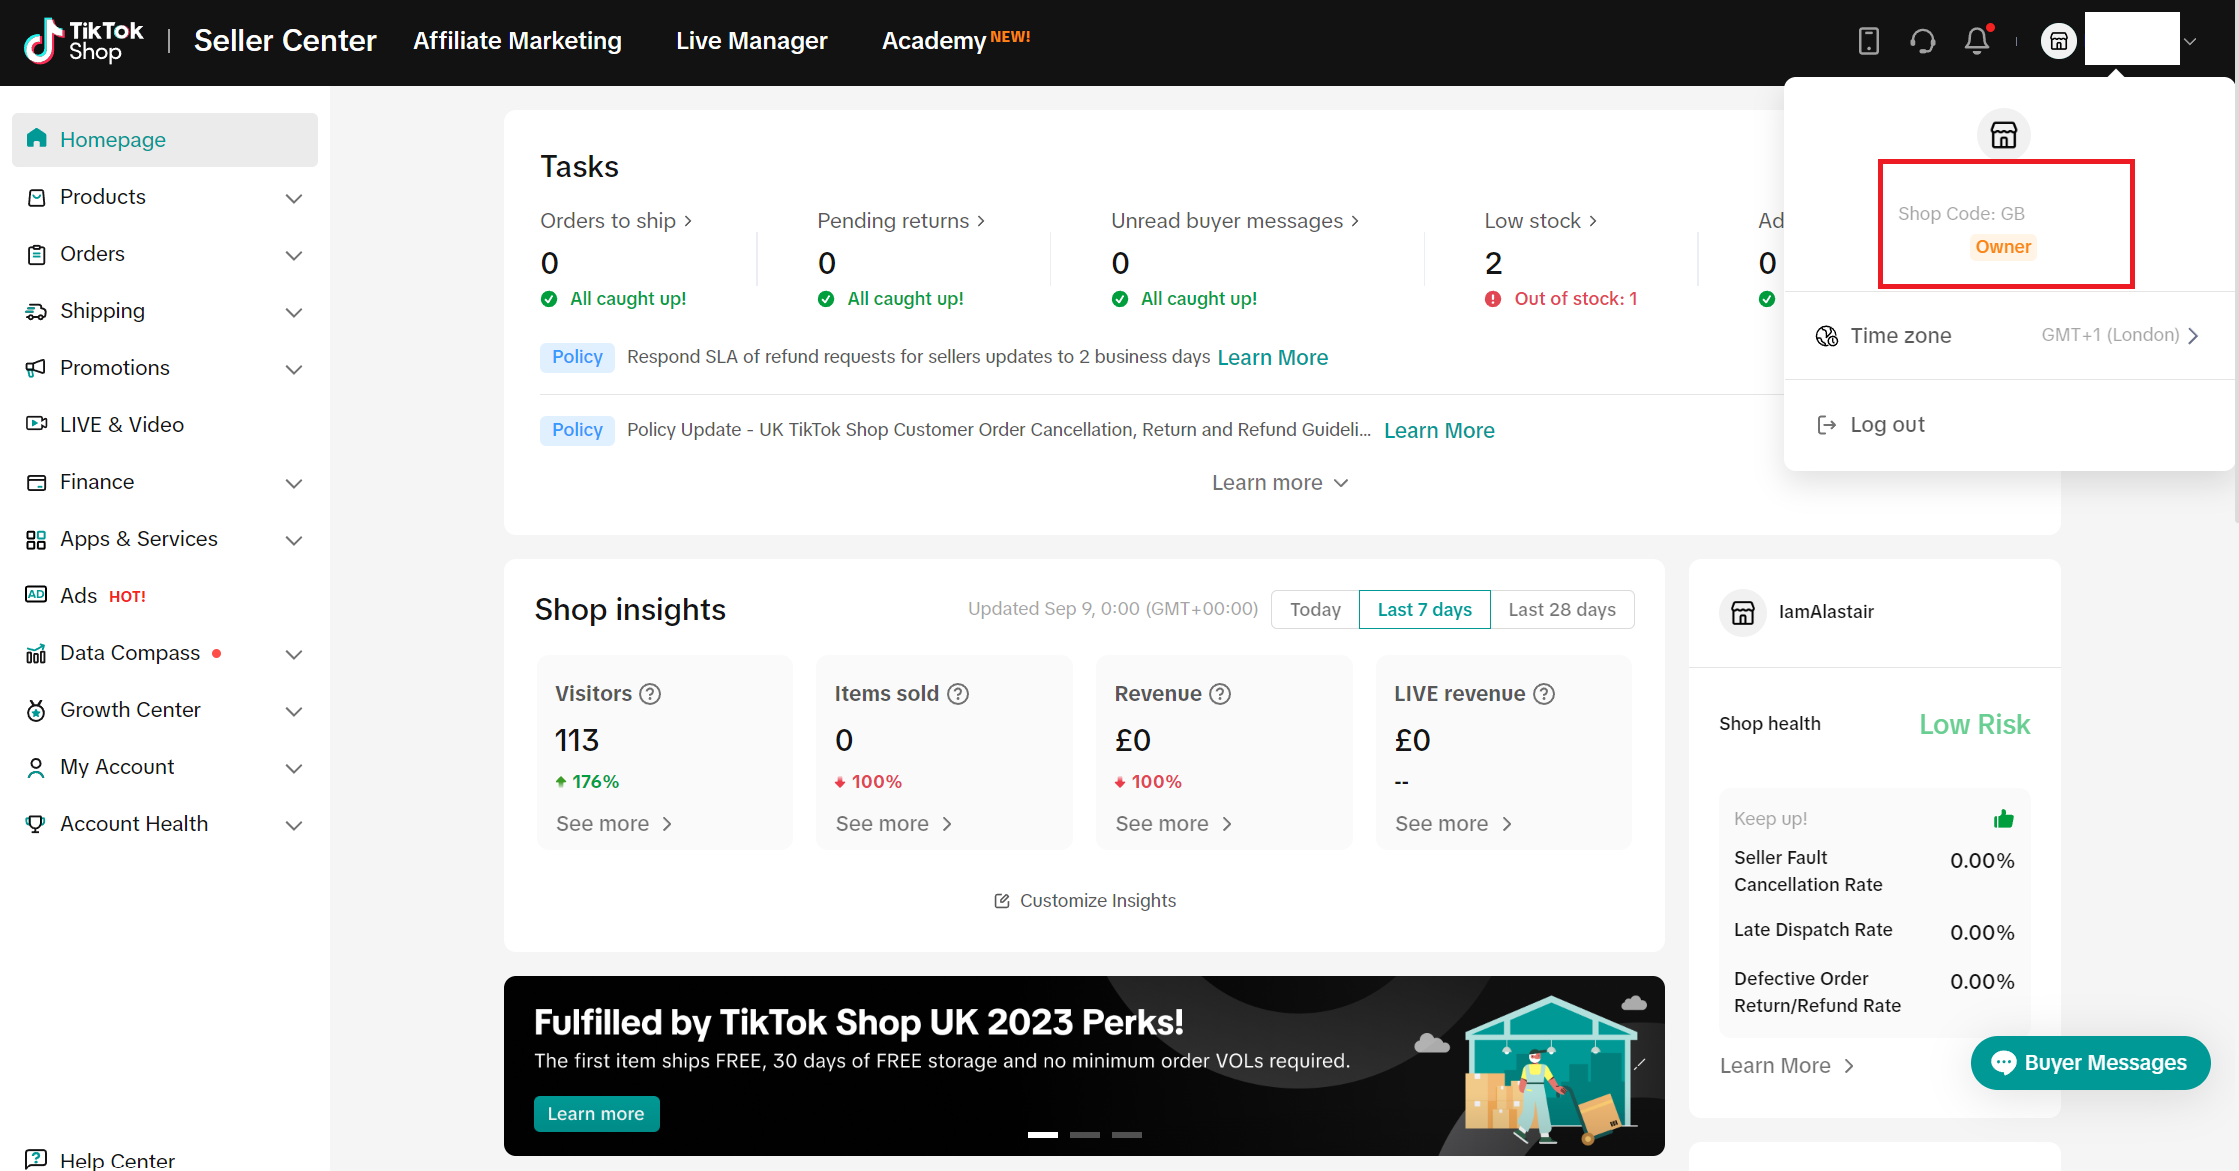 TikTok
Shop
Seller Center
Affiliate Marketing
Live Manager
Academy NEW!
Homepage
Products
Orders
Shipping
Promotions
LIVE & Video
Finance
Apps & Services
AD
Ads HOT!
Data Compass
Growth Center
My Account
Account Health
Help Center
Tasks
Orders to ship
0
All caught up!
Pending returns
0
All caught up!
Unread buyer messages
0
All caught up!
Low stock
2
Out of stock: 1
Ad
0
Policy
Respond SLA of refund requests for sellers updates to 2 business days Learn More
Policy
Policy Update - UK TikTok Shop Customer Order Cancellation, Return and Refund Guideli... Learn More
Learn more
Shop Code: GB
Owner
Time zone
GMT+1 (London)
Log out
Shop insights
Updated Sep 9, 0:00 (GMT+00:00)
Today
Last 7 days
Last 28 days
Visitors
113
176%
See more
Items sold
0
100%
See more
Revenue
£0
100%
See more
LIVE revenue
£0
--
See more
Customize Insights
IamAlastair
Shop health
Low Risk
Keep up!
Seller Fault
Cancellation Rate
0.00%
Late Dispatch Rate
0.00%
Defective Order
Return/Refund Rate
0.00%
Learn More
Buyer Messages
Fulfilled by TikTok Shop UK 2023 Perks!
The first item ships FREE, 30 days of FREE storage and no minimum order VOLs required.
Learn more